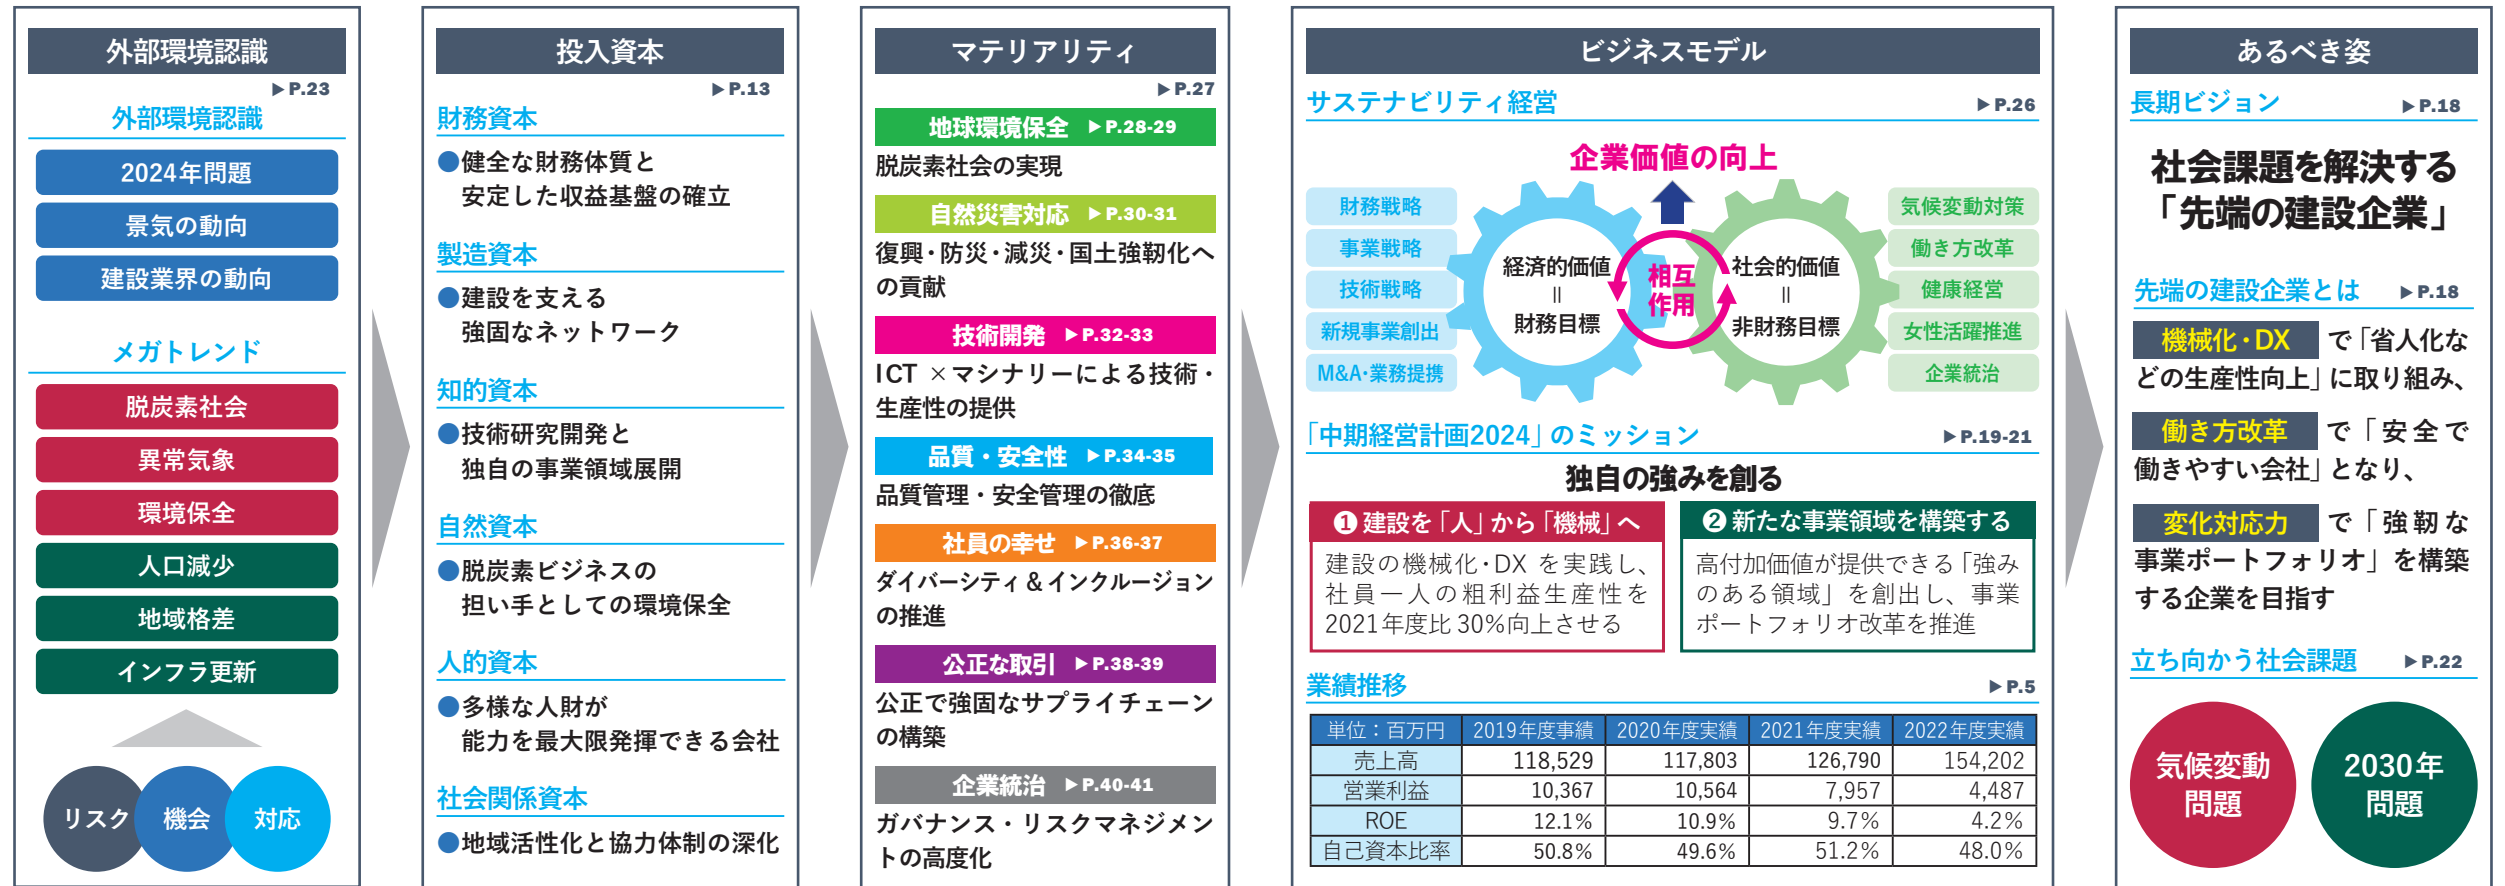 外部環境認識
▶P.23
外部環境認識
2024年問題
景気の動向
建設業界の動向
メガトレンド
脱炭素社会
異常気象
環境保全
人口減少
地域格差
インフラ更新
リスク
機会
対応
投入資本
▶P.13
財務資本
●健全な財務体質と
安定した収益基盤の確立
製造資本
●建設を支える
強固なネットワーク
知的資本
●技術研究開発と
独自の事業領域展開
自然資本
●脱炭素ビジネスの
担い手としての環境保全
人的資本
●多様な人財が
能力を最大限発揮できる会社
社会関係資本
●地域活性化と協力体制の深化
マテリアリティ
▶P.27
地球環境保全 ▶P.28-29
脱炭素社会の実現
自然災害対応 ▶P.30-31
復興・防災・減災・国土強靭化へ
の貢献
技術開発 ▶P.32-33
ICT ×マシナリーによる技術・
生産性の提供
品質・安全性 ▶P.34-35
品質管理・安全管理の徹底
社員の幸せ ▶P.36-37
ダイバーシティ＆インクルージョン
の推進
公正な取引 ▶P.38-39
公正で強固なサプライチェーン
の構築
企業統治 ▶P.40-41
ガバナンス・リスクマネジメン
トの高度化
ビジネスモデル
サステナビリティ経営 ▶P.26
企業価値の向上
財務戦略
事業戦略
技術戦略
新規事業創出
M&A・業務提携
経済的価値
＝
財務目標
相互
作用
社会的価値
＝
非財務目標
気候変動対策
働き方改革
健康経営
女性活躍推進
企業統治
「中期経営計画2024」のミッション ▶P.19-21
独自の強みを創る
❶建設を「人」から「機械」へ
建設の機械化・DX を実践し、
社員一人の粗利益生産性を
2021年度比 30%向上させる
❷新たな事業領域を構築する
高付加価値が提供できる「強み
のある領域」を創出し、事業
ポートフォリオ改革を推進
業績推移 ▶P.5
単位：百万円 2019年度事績 2020年度実績 2021年度実績 2022年度実績
売上高 118,529 117,803 126,790 154,202
営業利益 10,367 10,564 7,957 4,487
ROE 12.1% 10.9% 9.7% 4.2%
自己資本比率 50.8% 49.6% 51.2% 48.0%
あるべき姿
長期ビジョン ▶P.18
社会課題を解決する
「先端の建設企業」
先端の建設企業とは ▶P.18
機械化・DX で「省人化な
どの生産性向上」に取り組み、
働き方改革 で「安全で
働きやすい会社」となり、
変化対応力 で「強靭な
事業ポートフォリオ」を構築
する企業を目指す
立ち向かう社会課題 ▶P.22
気候変動
問題
2030年
問題